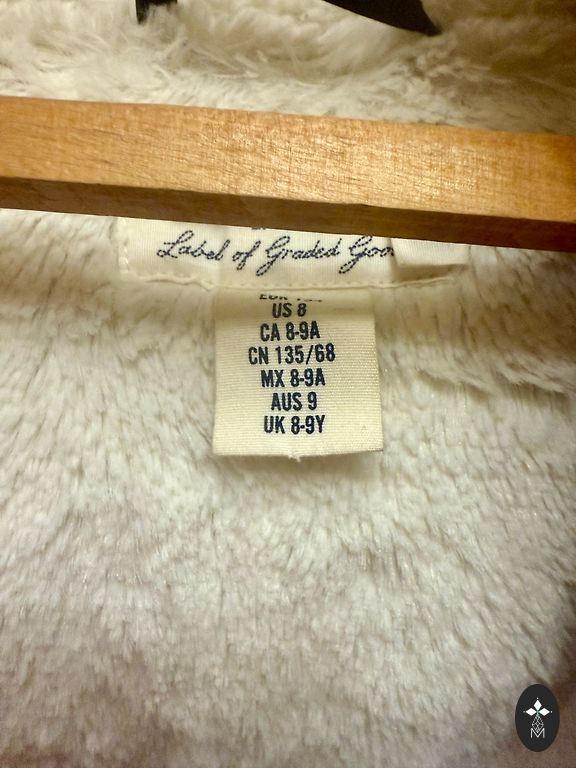 Label of Graded
US 8
CA 8-9A
CN 135/68
MX 8-9A
AUS 9
UK 8-9Y
M